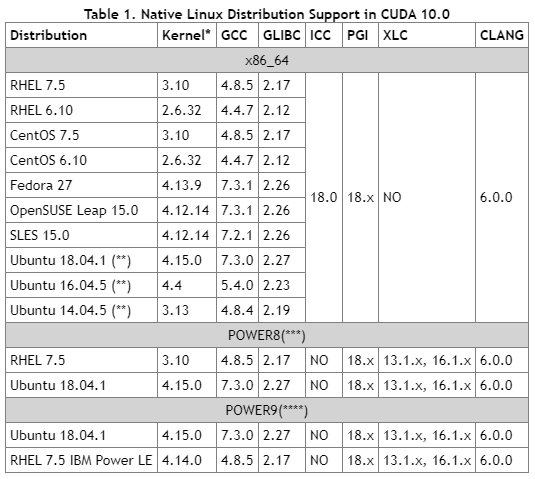 Table 1. Native Linux Distribution Support in CUDA 10.0
Distribution Kernel* GCC GLIBC ICC PGI XLC CLANG
x86_64
RHEL 7.5 3.10 4.8.5 2.17
RHEL 6.10 2.6.32 4.4.7 2.12
CentOS 7.5 3.10 4.8.5 2.17
CentOS 6.10 2.6.32 4.4.7 2.12
Fedora 27 4.13.9 7.3.1 2.26
18.0 18.x NO 6.0.0
OpenSUSE Leap 15.0 4.12.14 7.3.1 2.26
SLES 15.0 4.12.14 7.2.1 2.26
Ubuntu 18.04.1 (**) 4.15.0 7.3.0 2.27
Ubuntu 16.04.5 (**) 4.4 5.4.0 2.23
Ubuntu 14.04.5 (**) 3.13 4.8.4 2.19
POWER8(***)
RHEL 7.5 3.10 4.8.5 2.17 NO 18.x 13.1.x, 16.1.x 6.0.0
Ubuntu 18.04.1 4.15.0 7.3.0 2.27 NO 18.x 13.1.x, 16.1.x 6.0.0
POWER9(****)
Ubuntu 18.04.1 4.15.0 7.3.0 2.27 NO 18.x 13.1.x, 16.1.x 6.0.0
RHEL 7.5 IBM Power LE 4.14.0 4.8.5 2.17 NO 18.x 13.1.x, 16.1.x 6.0.0